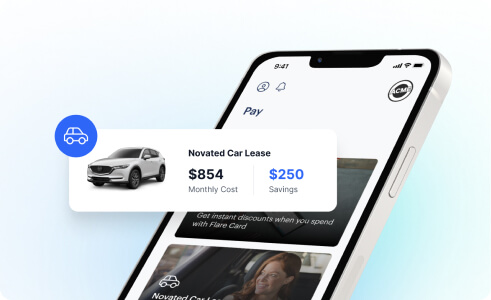 9:41
ACME
Pay
Novated Car Lease
$854
$250
Monthly Cost
Savings
Get instant discounts when you spend
with Flare Card
Novated Car